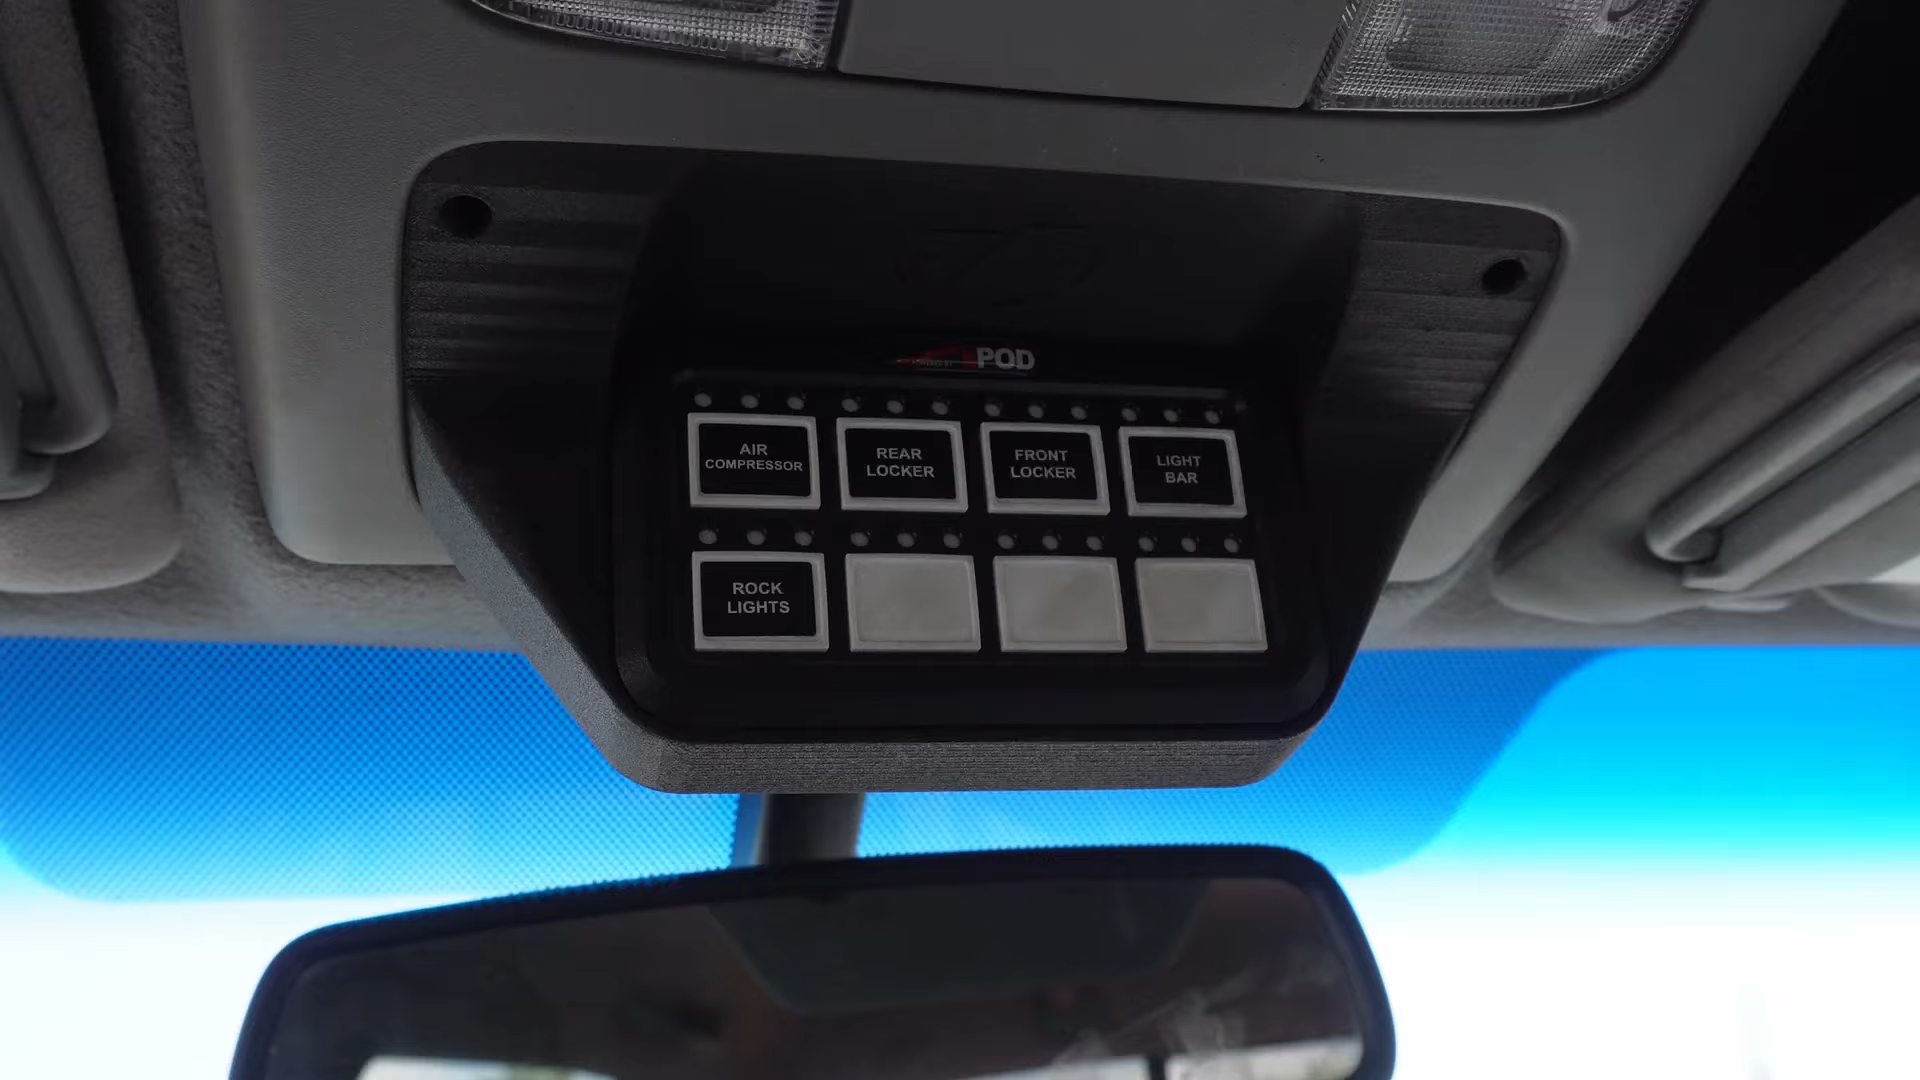 POD
AIR
COMPRESSOR
REAR
LOCKER
FRONT
LOCKER
LIGHT
BAR
ROCK
LIGHTS